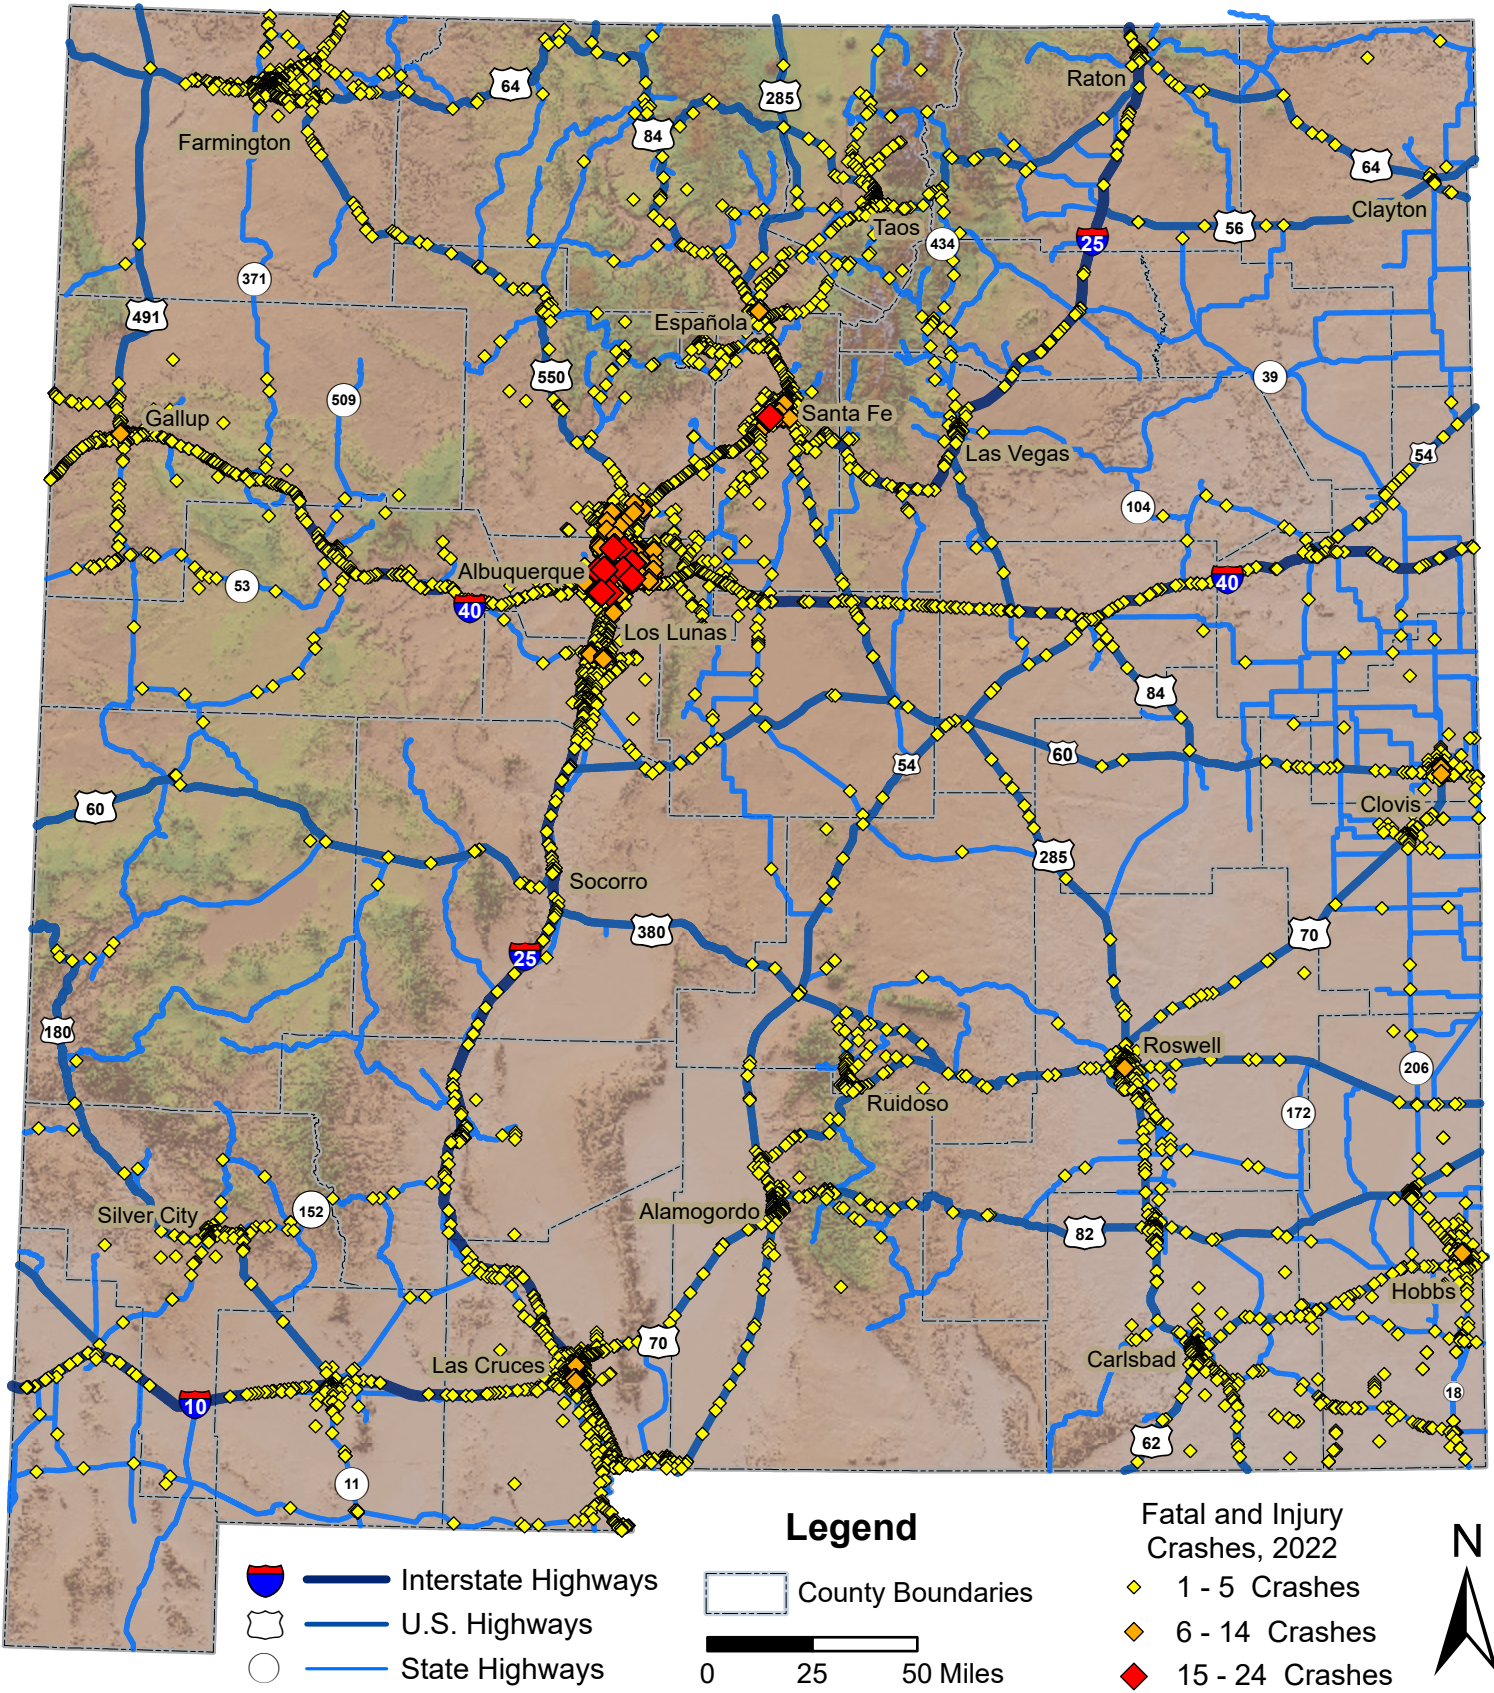 64
285
Raton
Farmington
84
64
Clayton
Taos
434
56
25
371
491
Española
550
39
509
Gallup
Santa Fe
Las Vegas
54
104
Albuquerque
53
40
40
Los Lunas
84
60
54
60
Clovis
285
Socorro
380
70
25
180
Roswell
206
Ruidoso
172
152
Silver City
Alamogordo
82
Hobbs
70
Las Cruces
Carlsbad
18
10
62
11
Legend
Interstate Highways
U.S. Highways
State Highways
County Boundaries
0 25 50 Miles
Fatal and Injury
Crashes, 2022
1 - 5 Crashes
6 - 14 Crashes
15 - 24 Crashes
N